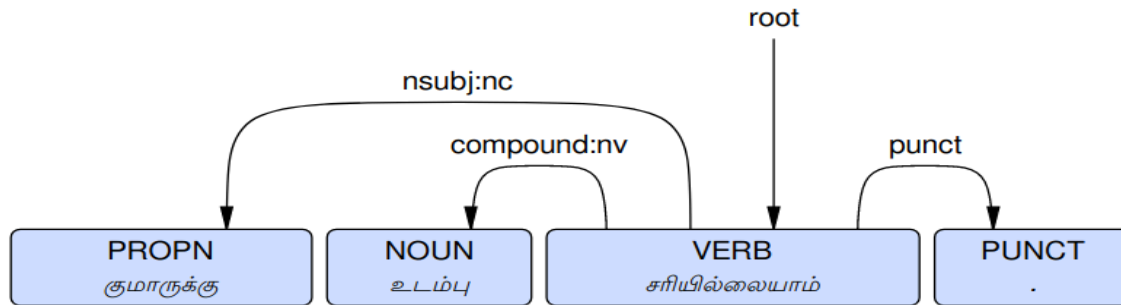 root
nsubj:nc
compound:nv punct
PROPN NOUN VERB PUNCT
குமாருக்கு உடம்பு சரியில்லையாம் .